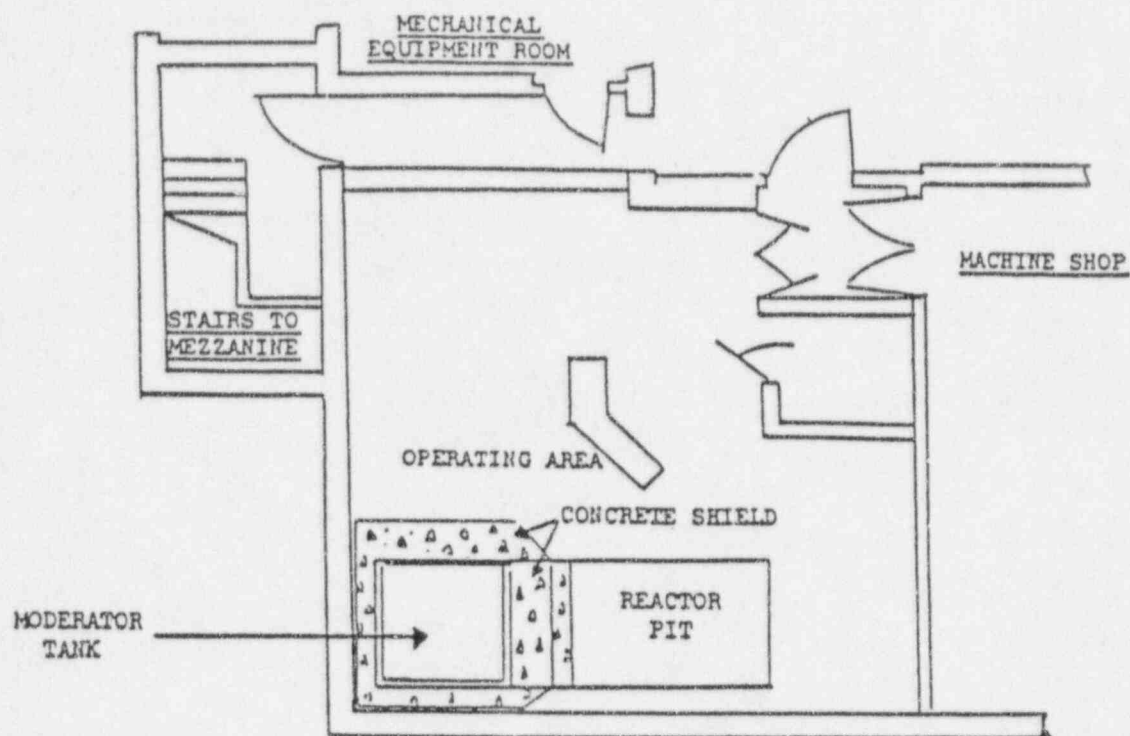 MECHANICAL
EQUIPMENT ROOM
MACHINE SHOP
STAIRS TO
MEZZANINE
OPERATING AREA
CONCRETE SHIELD
MODERATOR
TANK
REACTOR
PIT